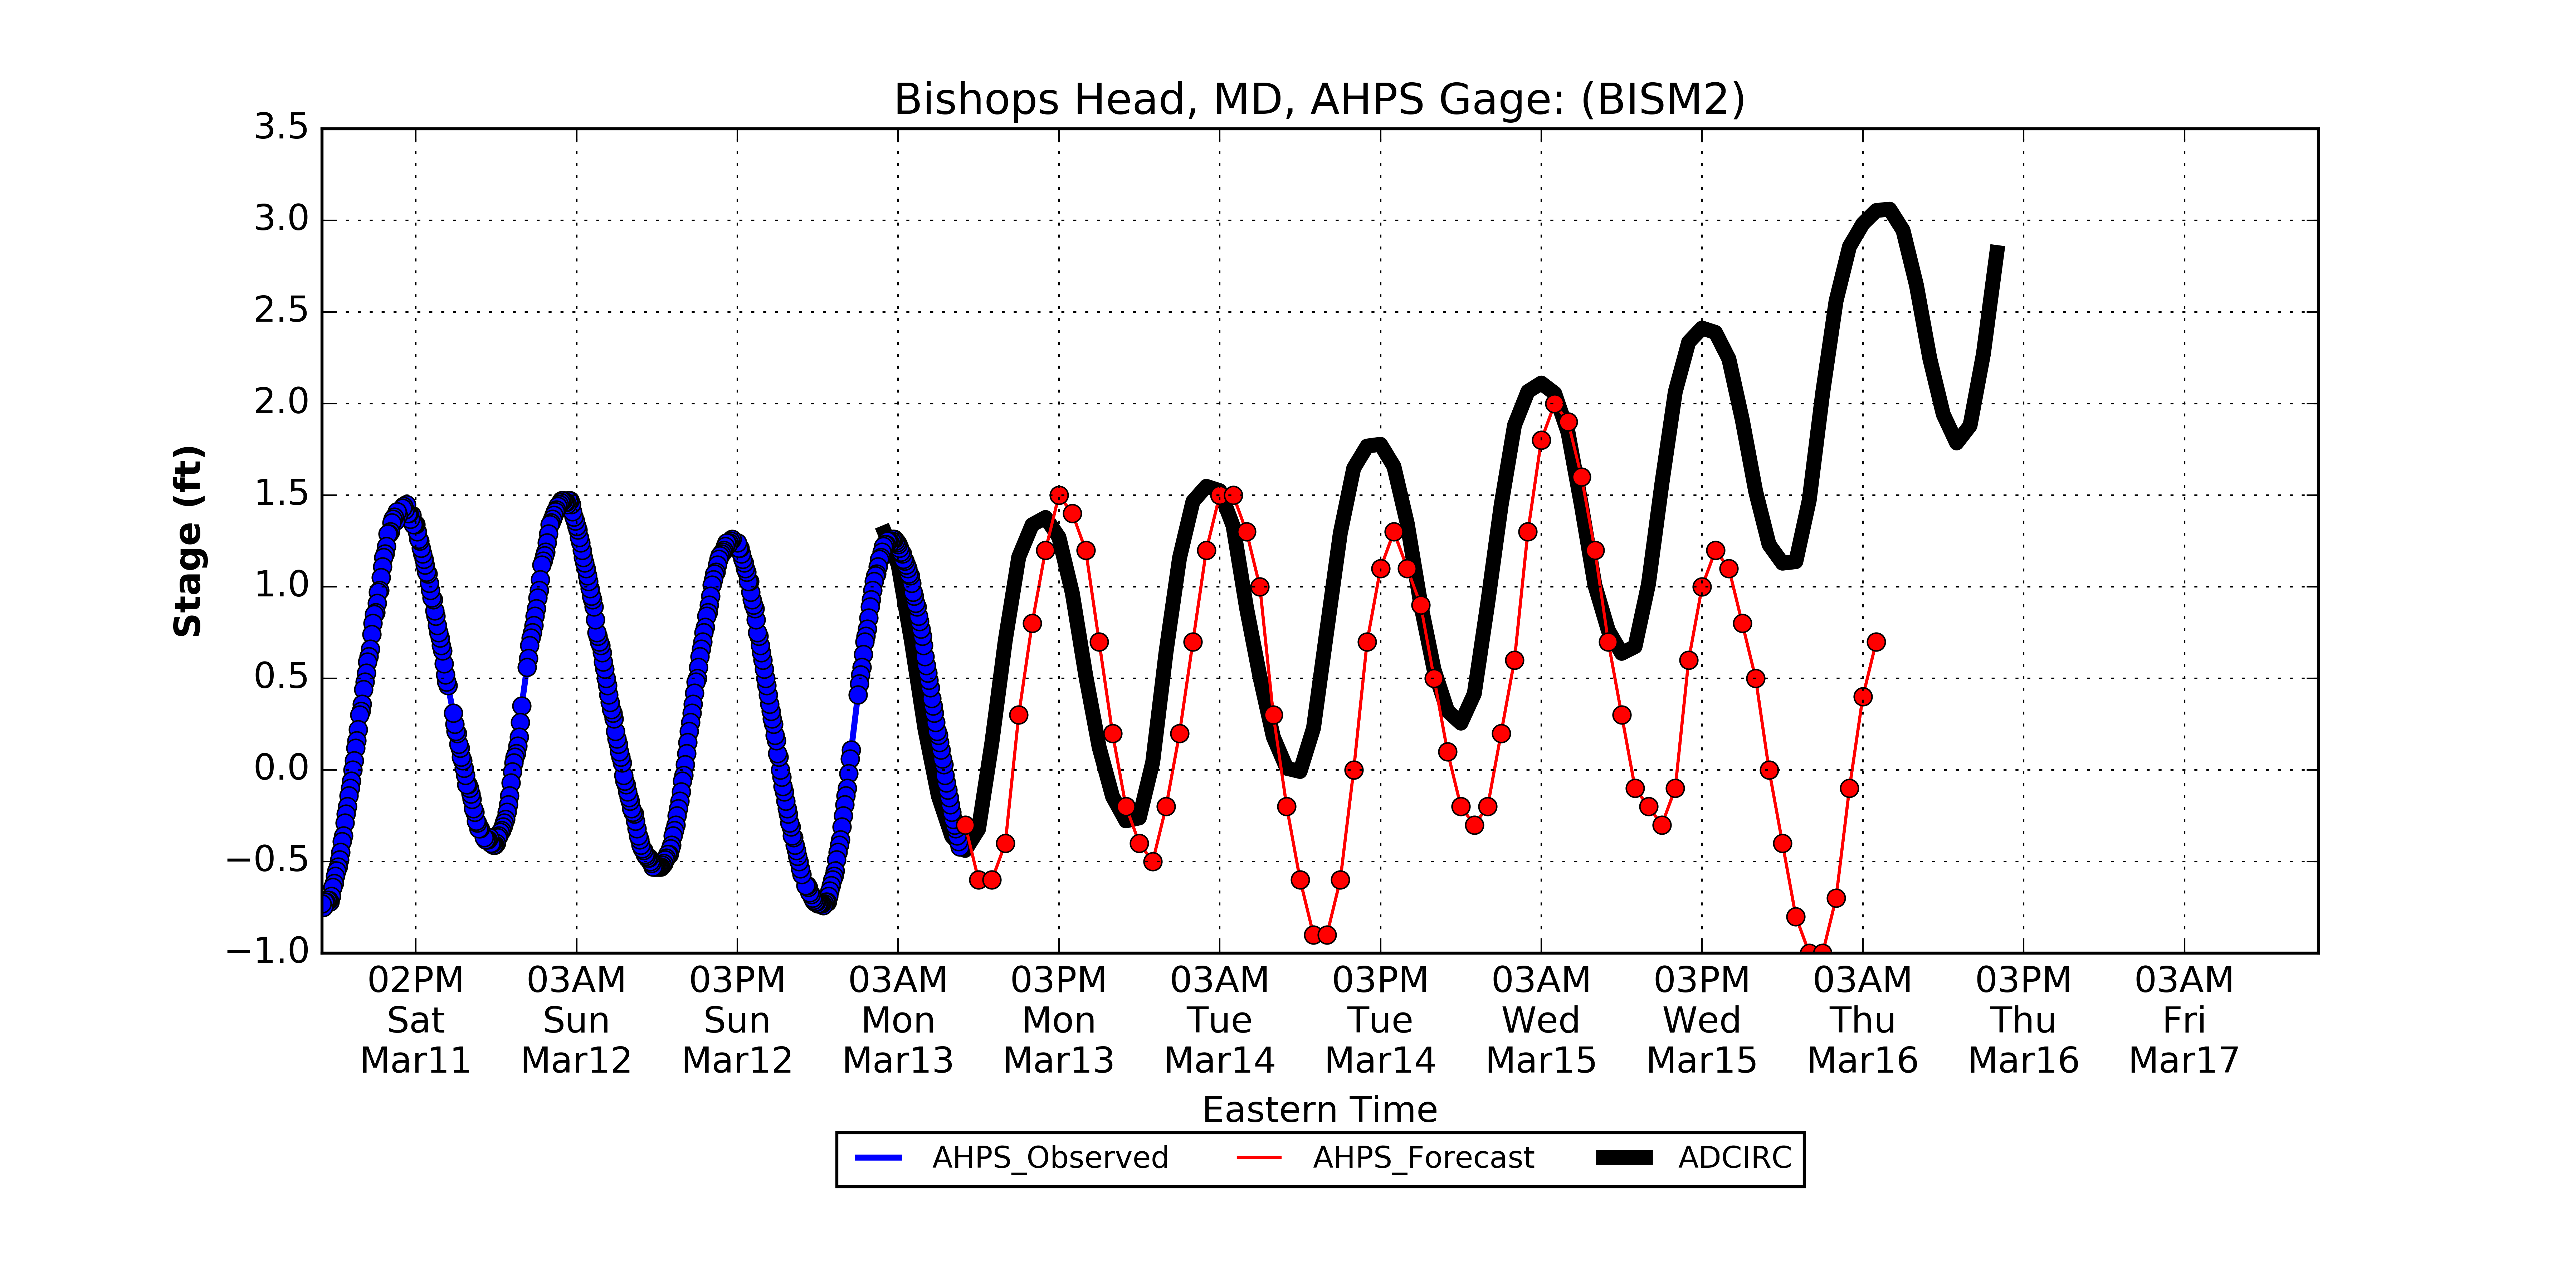 Bishops Head, MD, AHPS Gage: (BISM2)
3.5
3.0
2.5
2.0
1.5
1.0
0.5
0.0
−0.5
−1.0
Stage (ft)
02PM 03AM 03PM 03AM 03PM 03AM 03PM 03AM 03PM 03AM 03PM 03AM
Sat Sun Sun Mon Mon Tue Tue Wed Wed Thu Thu Fri
Mar11 Mar12 Mar12 Mar13 Mar13 Mar14 Mar14 Mar15 Mar15 Mar16 Mar16 Mar17
Eastern Time
AHPS_Observed AHPS_Forecast ADCIRC